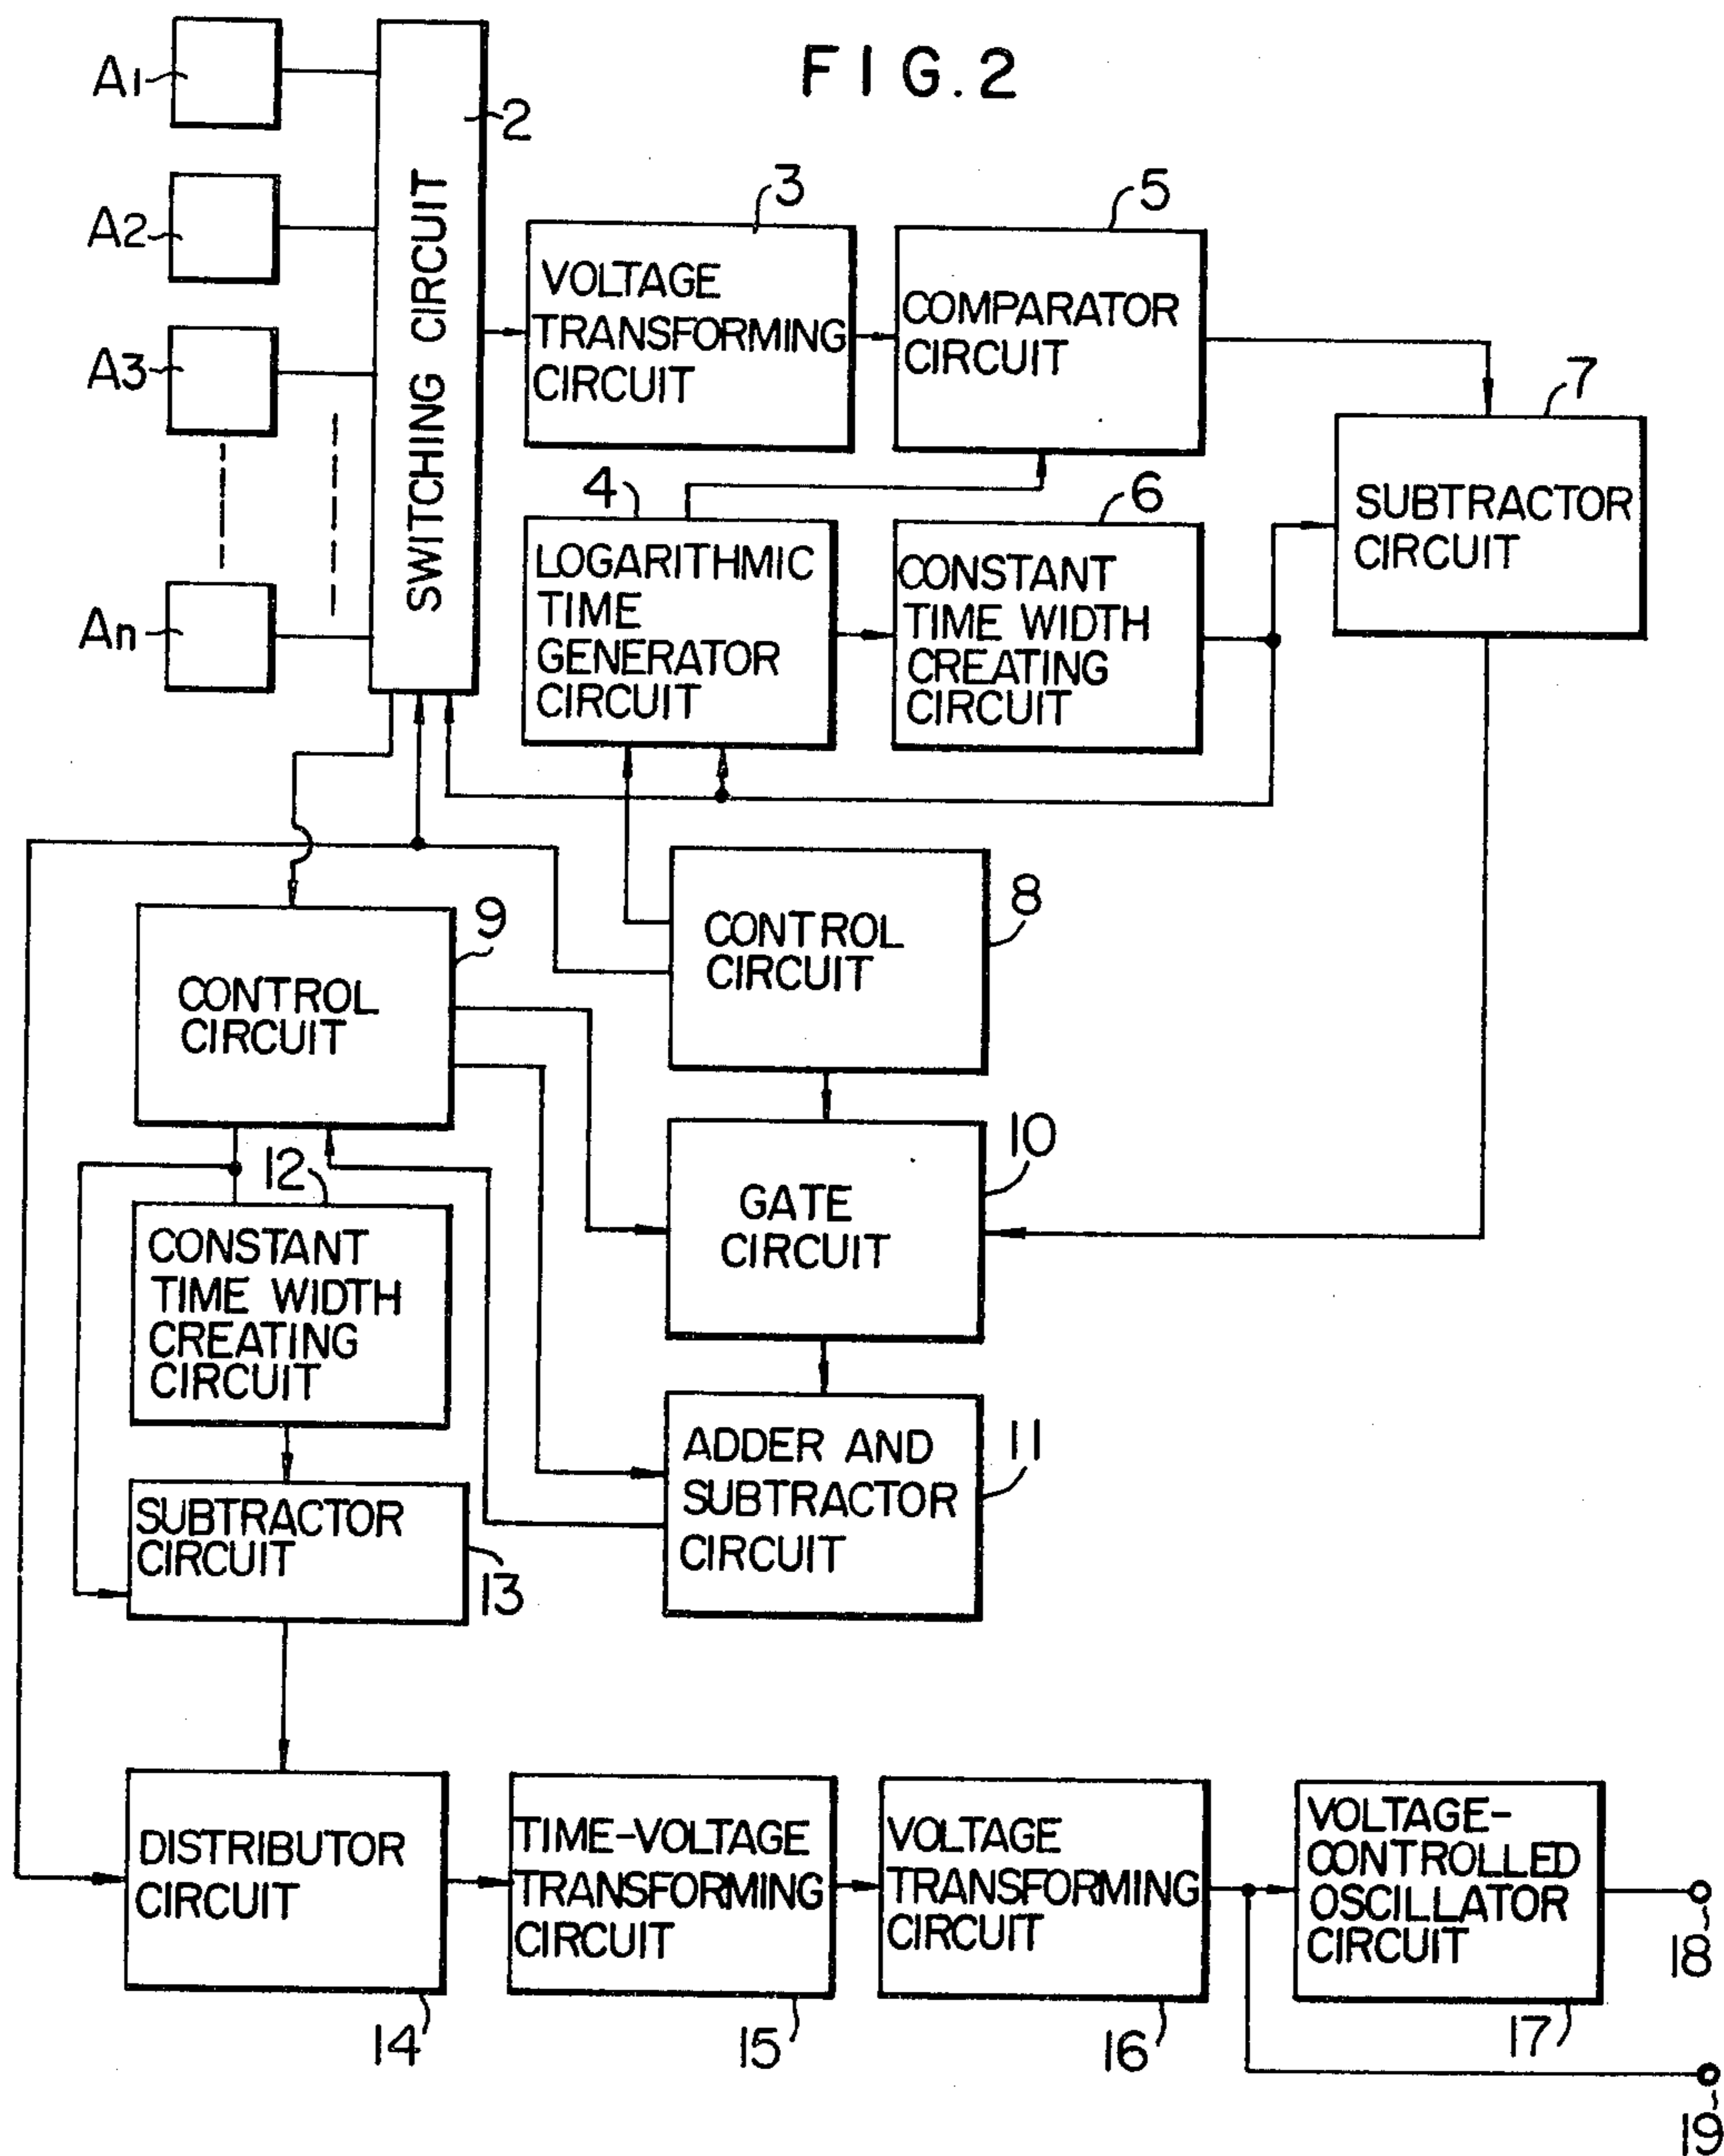 FIG.2
A1
A2
A3
An
2
SWITCHING CIRCUIT
3
VOLTAGE
TRANSFORMING
CIRCUIT
5
COMPARATOR
CIRCUIT
7
SUBTRACTOR
CIRCUIT
4
LOGARITHMIC
TIME
GENERATOR
CIRCUIT
6
CONSTANT
TIME WIDTH
CREATING
CIRCUIT
8
CONTROL
CIRCUIT
9
CONTROL
CIRCUIT
10
GATE
CIRCUIT
12
CONSTANT
TIME WIDTH
CREATING
CIRCUIT
11
ADDER AND
SUBTRACTOR
CIRCUIT
SUBTRACTOR
CIRCUIT
13
DISTRIBUTOR
CIRCUIT
14
TIME-VOLTAGE
TRANSFORMING
CIRCUIT
15
VOLTAGE
TRANSFORMING
CIRCUIT
16
VOLTAGE-
CONTROLLED
OSCILLATOR
CIRCUIT
17
18
19